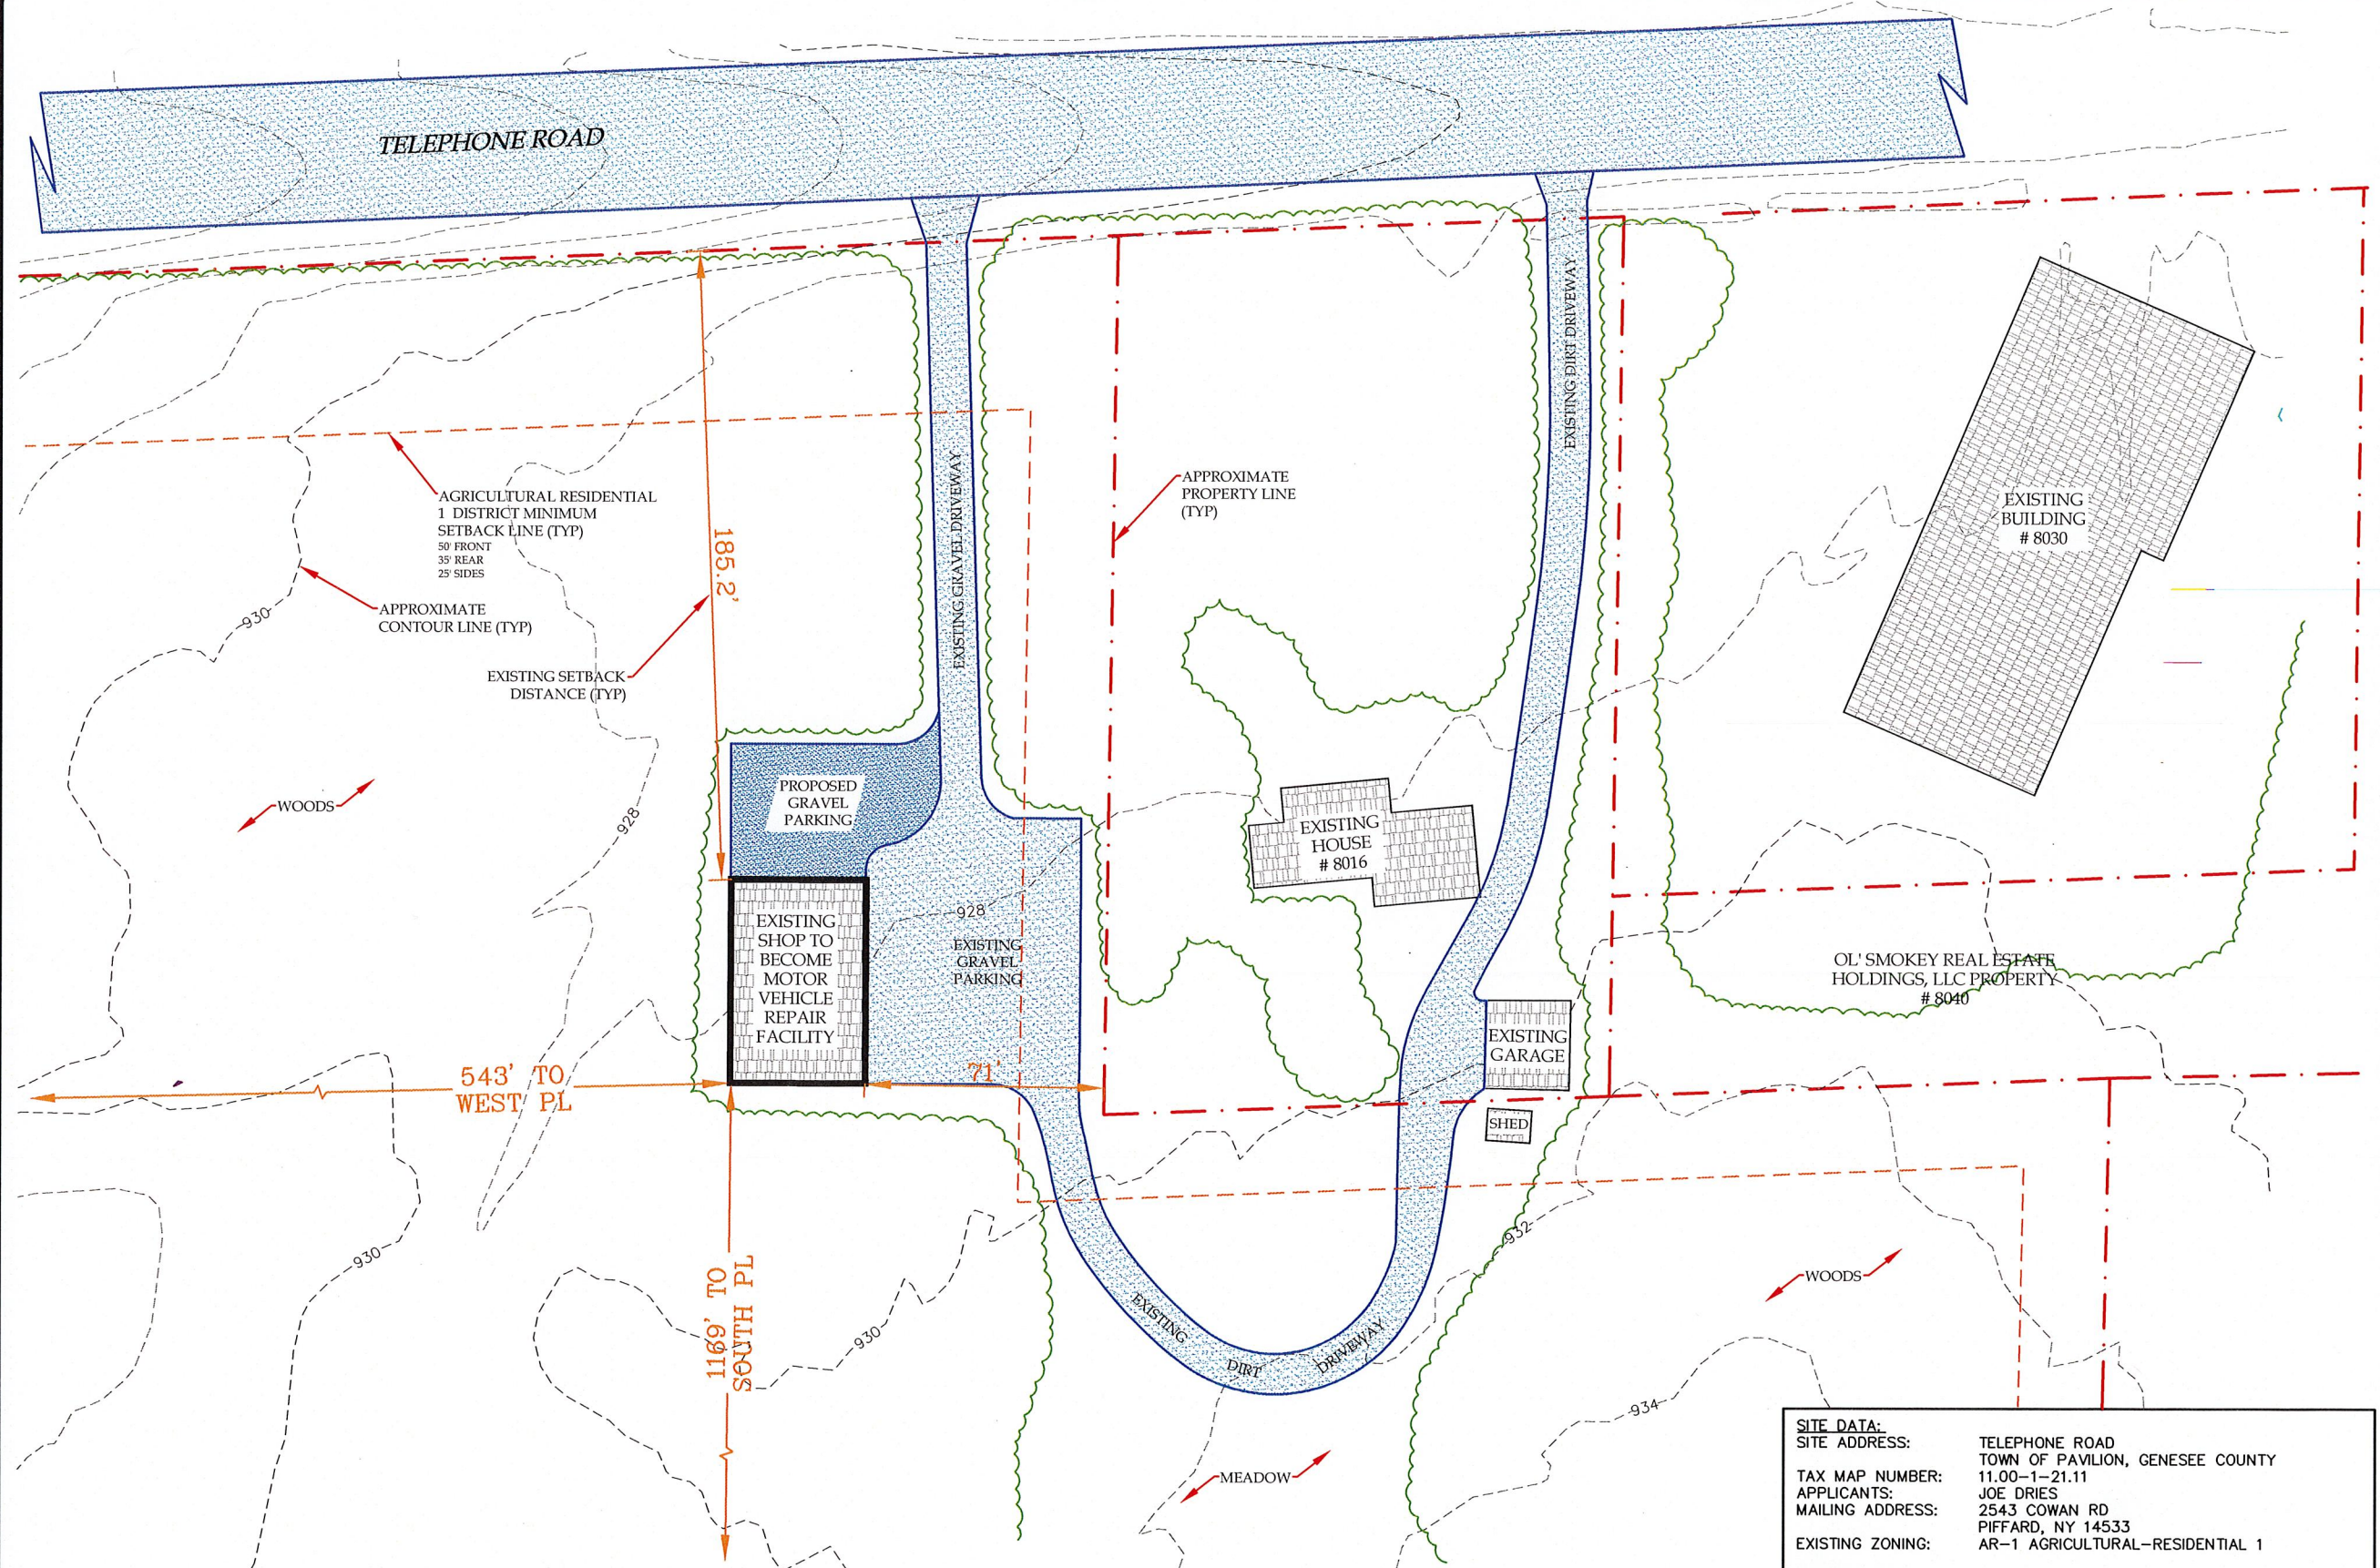 TELEPHONE ROAD
EXISTING GRAVEL DRIVEWAY
EXISTING DIRT DRIVEWAY
AGRICULTURAL RESIDENTIAL
1 DISTRICT MINIMUM
SETBACK LINE (TYP)
50' FRONT
35' REAR
25' SIDES
APPROXIMATE
PROPERTY LINE
(TYP)
185.2'
EXISTING
BUILDING
# 8030
930
APPROXIMATE
CONTOUR LINE (TYP)
EXISTING SETBACK
DISTANCE (TYP)
WOODS
928
PROPOSED
GRAVEL
PARKING
EXISTING
HOUSE
# 8016
EXISTING
SHOP TO
BECOME
MOTOR
VEHICLE
REPAIR
FACILITY
928
EXISTING
GRAVEL
PARKING
OL' SMOKEY REAL ESTATE
HOLDINGS, LLC PROPERTY
# 8040
EXISTING
GARAGE
SHED
543' TO
WEST PL
71'
930
1169' TO
SOUTH PL
930
932
WOODS
EXISTING
DIRT
DRIVEWAY
934
MEADOW
SITE DATA:
SITE ADDRESS: TELEPHONE ROAD
TOWN OF PAVILION, GENESEE COUNTY
TAX MAP NUMBER: 11.00-1-21.11
APPLICANTS: JOE DRIES
MAILING ADDRESS: 2543 COWAN RD
PIFFARD, NY 14533
EXISTING ZONING: AR-1 AGRICULTURAL-RESIDENTIAL 1